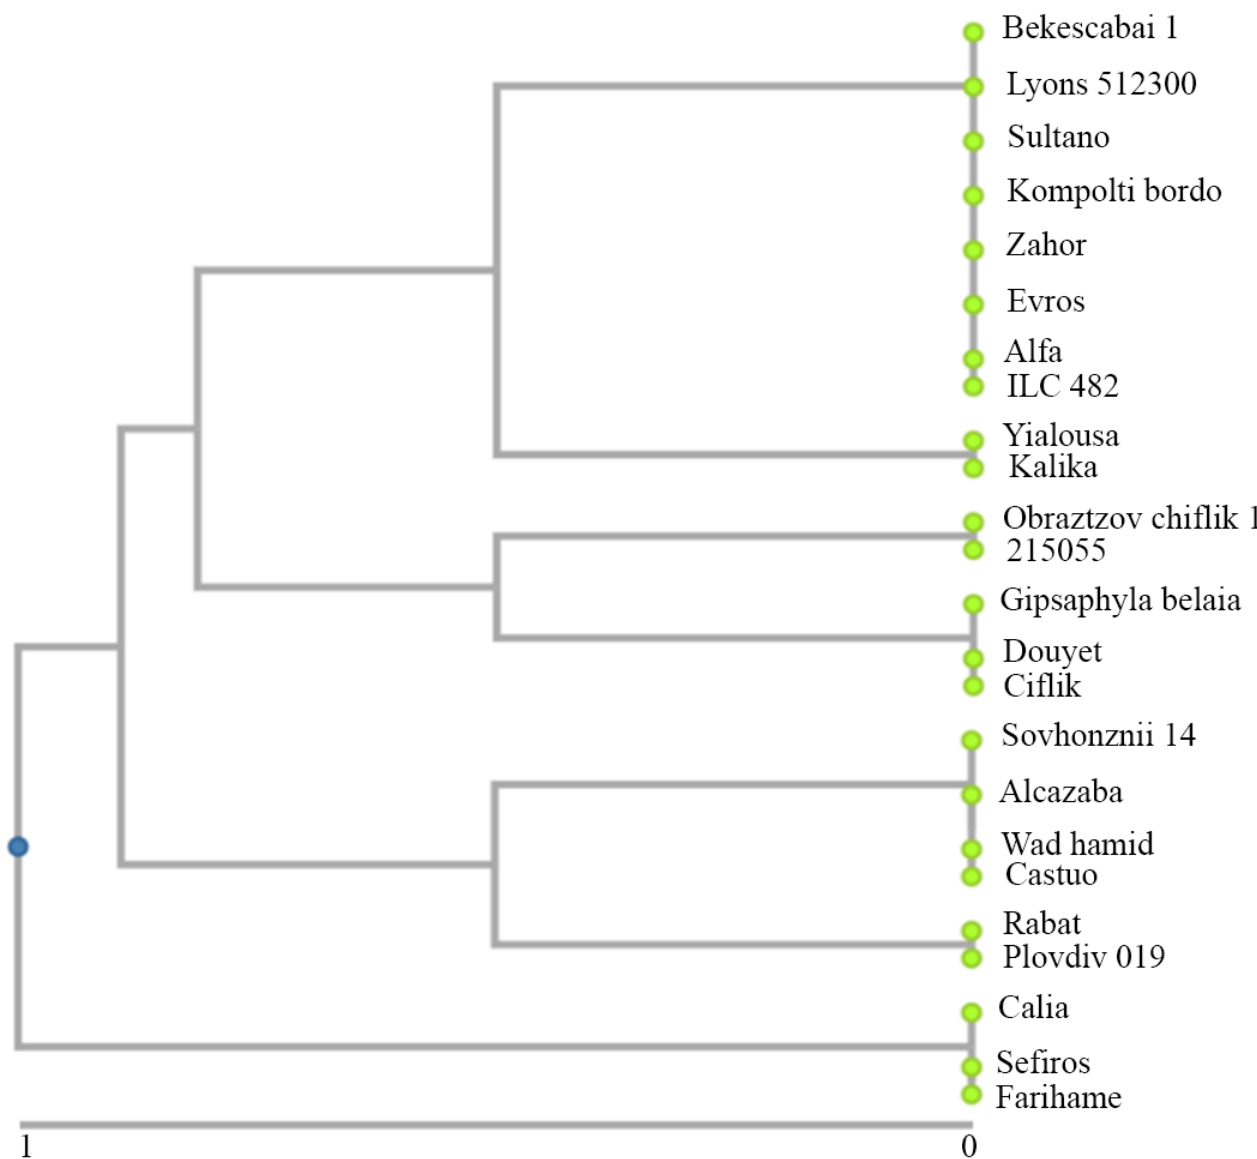 Bekescabai 1
Lyons 512300
Sultano
Kompolti bordo
Zahor
Evros
Alfa
ILC 482
Yialousa
Kalika
Obraztzov chiflik 1
215055
Gipsaphyla belaia
Douyet
Ciflik
Sovhonznii 14
Alcazaba
Wad hamid
Castuo
Rabat
Plovdiv 019
Calia
Sefiros
Farihame
1 0